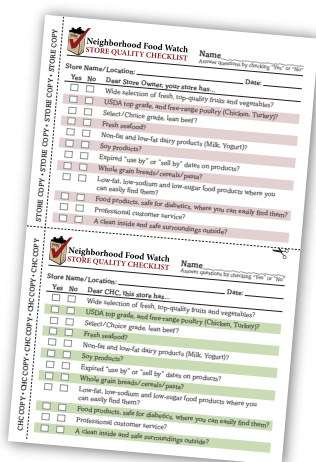 STORE COPY • STORE COPY • STORE COPY • STORE COPY
Neighborhood Food Watch
STORE QUALITY CHECKLIST
Name
Answer questions by checking "Yes" or "No"
Store Name/Location: Date:
Yes No Dear Store Owner, your store has...
Wide selection of fresh, top-quality fruits and vegetables?
USDA top grade, and free-range poultry (Chicken, Turkey)?
Select/Choice grade, lean beef?
Fresh seafood?
Non-fat and low-fat dairy products (Milk, Yogurt)?
Soy products?
Expired "use by" or "sell by" dates on products?
Whole grain breads/cereals/pasta?
Low-fat, low-sodium and low-sugar food products where you
can easily find them?
Food products, safe for diabetics, where you can easily find them?
Professional customer service?
A clean inside and safe surroundings outside?
CHC COPY • CHC COPY • CHC COPY • CHC COPY • CHC COPY
Neighborhood Food Watch
STORE QUALITY CHECKLIST
Name
Answer questions by checking "Yes" or "No"
Store Name/Location: Date:
Yes No Dear CHC, this store has...
Wide selection of fresh, top-quality fruits and vegetables?
USDA top grade, and free-range poultry (Chicken, Turkey)?
Select/Choice grade, lean beef?
Fresh seafood?
Non-fat and low-fat dairy products (Milk, Yogurt)?
Soy products?
Expired "use by" or "sell by" dates on products?
Whole grain breads/cereals/pasta?
Low-fat, low-sodium and low-sugar food products where you
can easily find them?
Food products, safe for diabetics, where you can easily find them?
Professional customer service?
A clean inside and safe surroundings outside?